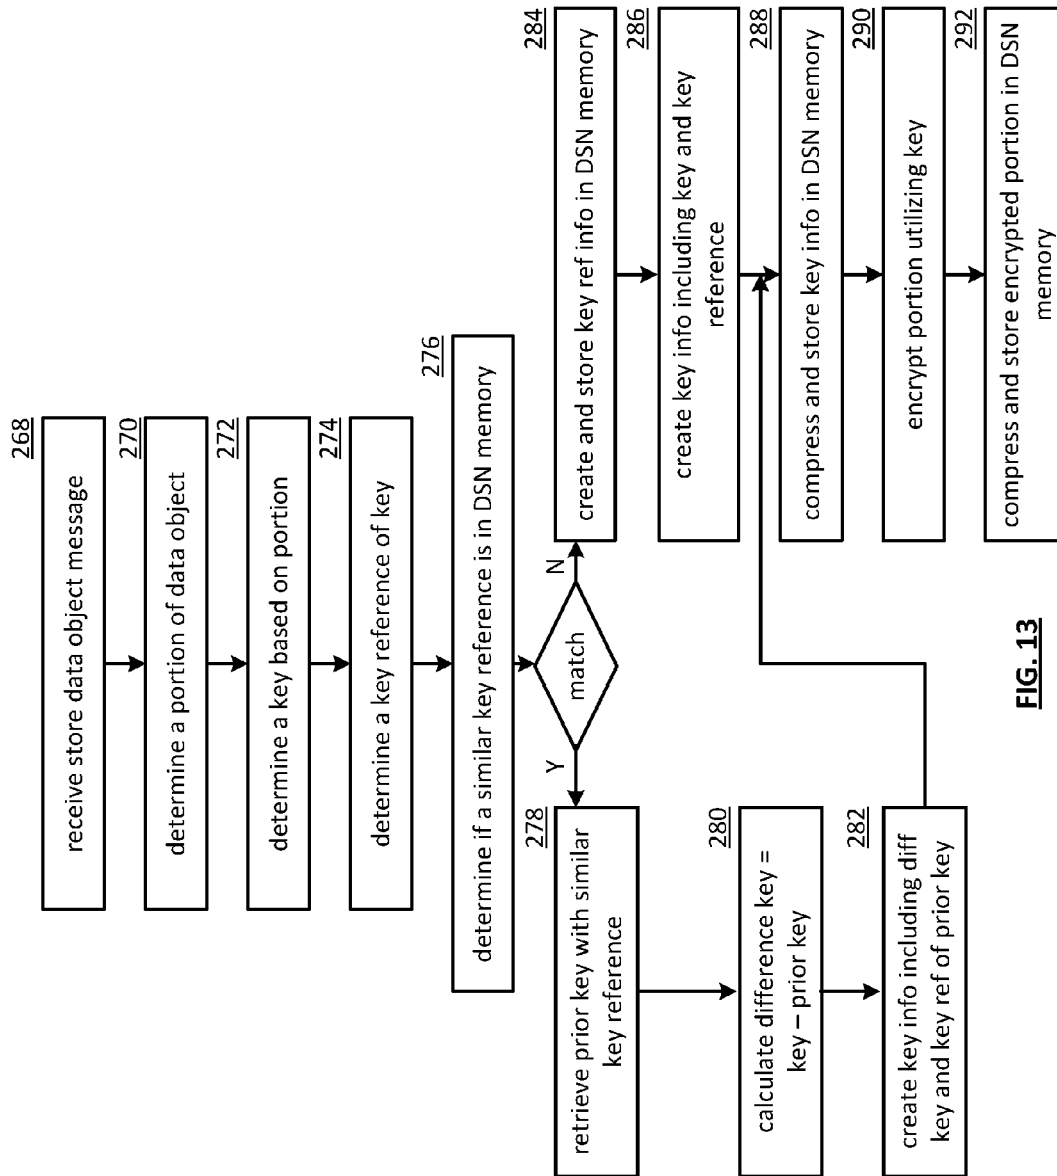 268
receive store data object message
270
determine a portion of data object
272
determine a key based on portion
274
determine a key reference of key
276
determine if a similar key reference is in DSN memory
match
Y
N
278
retrieve prior key with similar
key reference
280
calculate difference key =
key – prior key
282
create key info including diff
key and key ref of prior key
284
create and store key ref info in DSN memory
286
create key info including key and key
reference
288
compress and store key info in DSN memory
290
encrypt portion utilizing key
292
compress and store encrypted portion in DSN
memory
FIG. 13